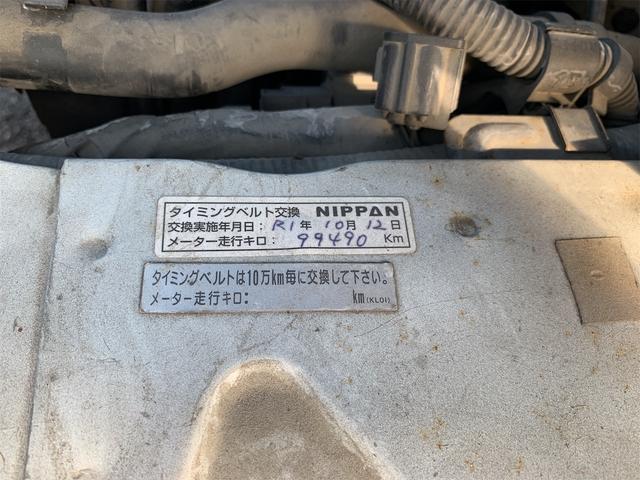 タイミングベルト交換 NIPPAN
交換実施年月日: R1年 10月 12日
メーター走行キロ: 99490 Km
タイミングベルトは10万km毎に交換して下さい。
メーター走行キロ: km(KL01)